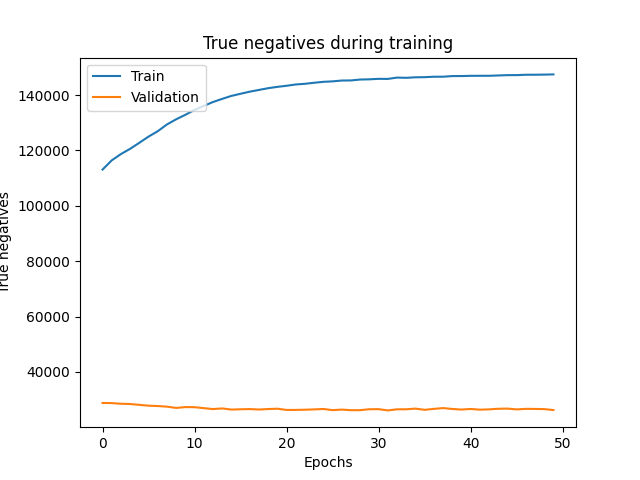 True negatives during training
Train
Validation
140000
120000
100000
80000
60000
40000
True negatives
0 10 20 30 40 50
Epochs